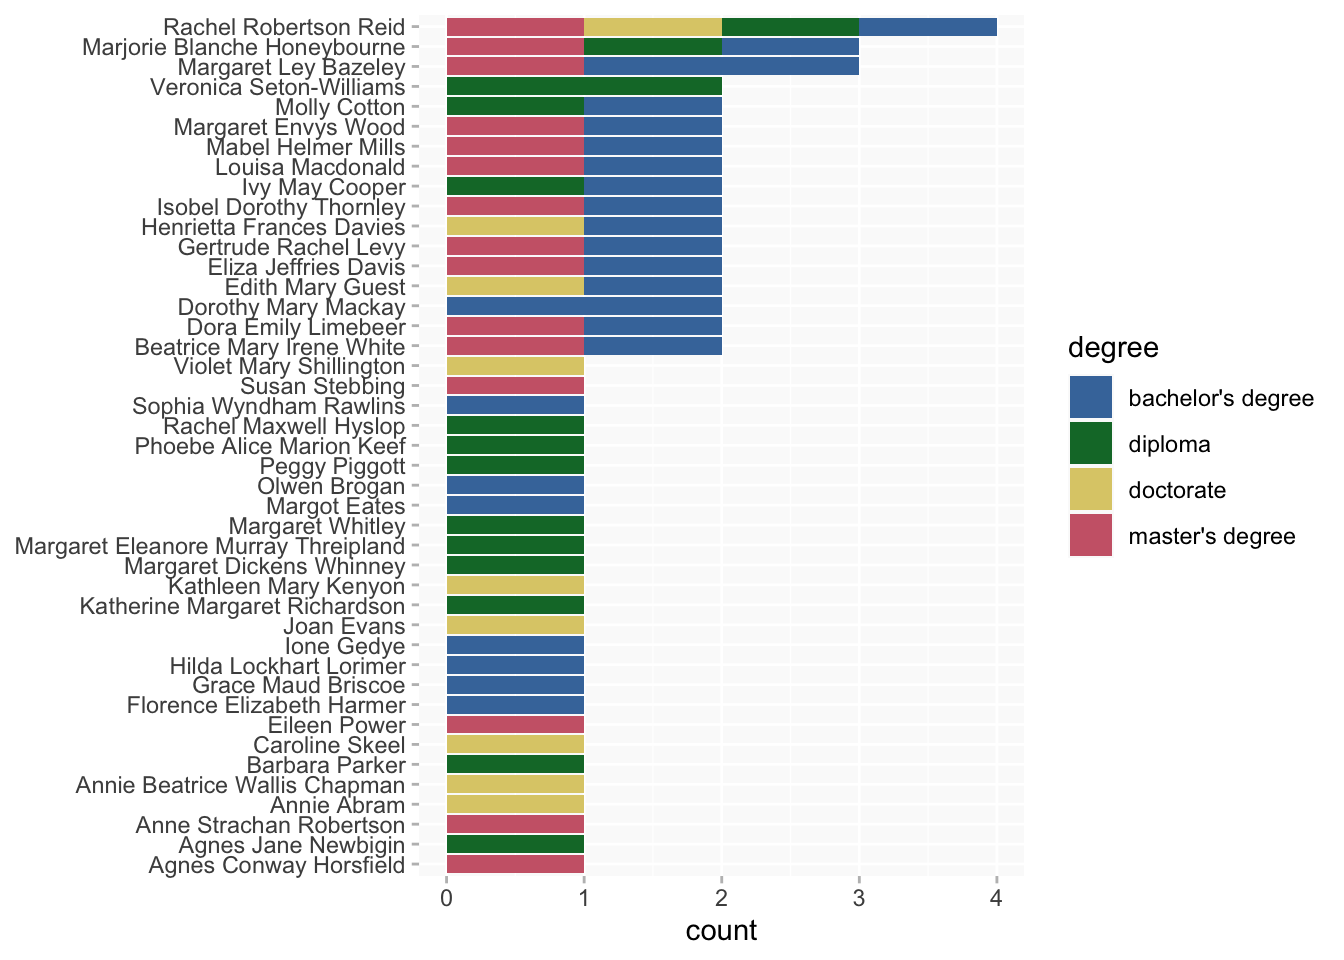 Rachel Robertson Reid
Marjorie Blanche Honeybourne
Margaret Ley Bazeley
Veronica Seton-Williams
Molly Cotton
Margaret Envys Wood
Mabel Helmer Mills
Louisa Macdonald
Ivy May Cooper
Isobel Dorothy Thornley
Henrietta Frances Davies
Gertrude Rachel Levy
Eliza Jeffries Davis
Edith Mary Guest
Dorothy Mary Mackay
Dora Emily Limebeer
Beatrice Mary Irene White
Violet Mary Shillington
Susan Stebbing
Sophia Wyndham Rawlins
Rachel Maxwell Hyslop
Phoebe Alice Marion Keef
Peggy Piggott
Olwen Brogan
Margot Eates
Margaret Whitley
Margaret Eleanore Murray Threipland
Margaret Dickens Whinney
Kathleen Mary Kenyon
Katherine Margaret Richardson
Joan Evans
Ione Gedye
Hilda Lockhart Lorimer
Grace Maud Briscoe
Florence Elizabeth Harmer
Eileen Power
Caroline Skeel
Barbara Parker
Annie Beatrice Wallis Chapman
Annie Abram
Anne Strachan Robertson
Agnes Jane Newbigin
Agnes Conway Horsfield
0 1 2 3 4
count
degree
bachelor's degree
diploma
doctorate
master's degree